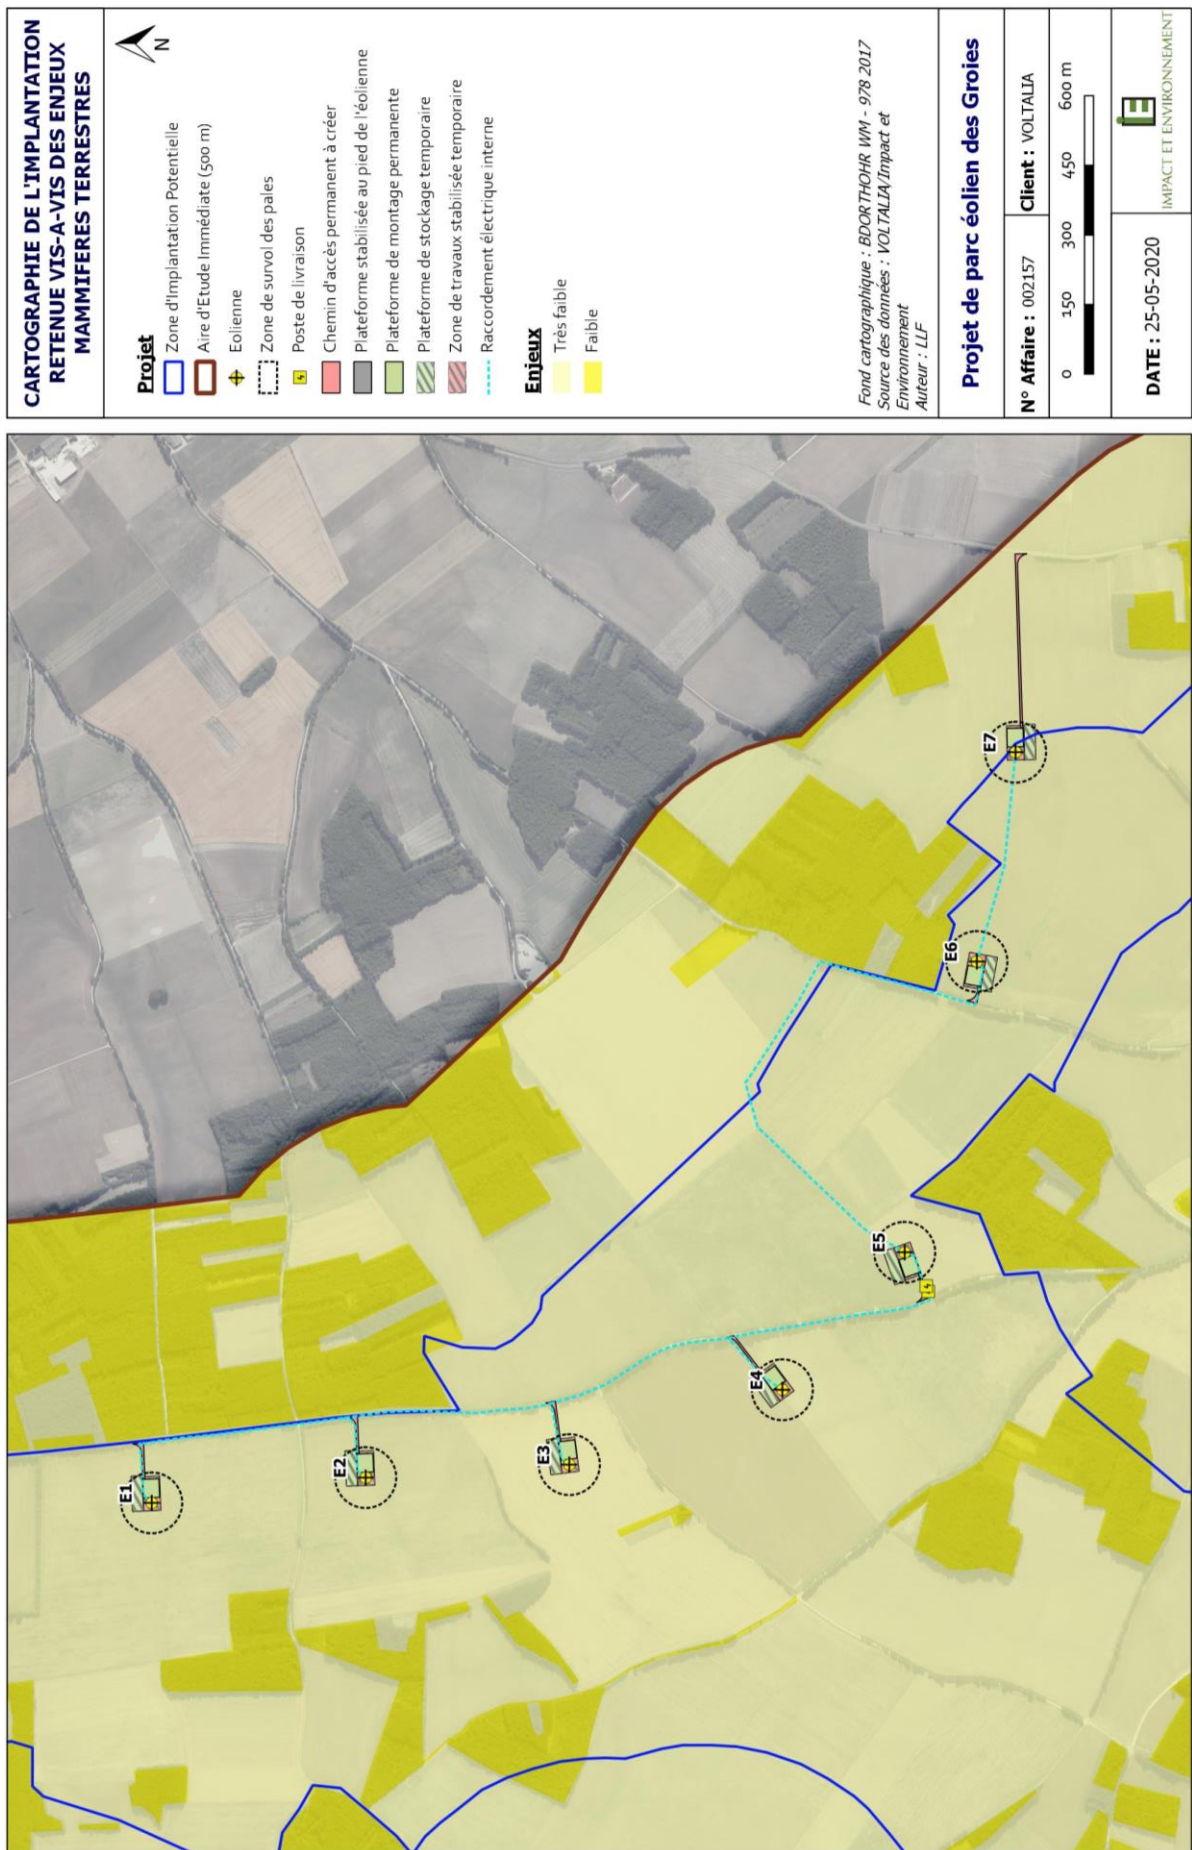 CARTOGRAPHIE DE L'IMPLANTATION
RETENUE VIS-A-VIS DES ENJEUX
MAMMIFERES TERRESTRES
N
Projet
Zone d'Implantation Potentielle
Aire d'Etude Immédiate (500 m)
Eolienne
Zone de survol des pales
Poste de livraison
Chemin d'accès permanent à créer
Plateforme stabilisée au pied de l'éolienne
Plateforme de montage permanente
Plateforme de stockage temporaire
Zone de travaux stabilisée temporaire
Raccordement électrique interne
Enjeux
Très faible
Faible
Fond cartographique : BDORTHOHR WM - 978 2017
Source des données : VOLTALIA/Impact et
Environnement
Auteur : LLF
Projet de parc éolien des Groies
N° Affaire : 002157
Client : VOLTALIA
0 150 300 450 600 m
DATE : 25-05-2020
IMPACT ET ENVIRONNEMENT
E1
E2
E3
E4
E5
E6
E7